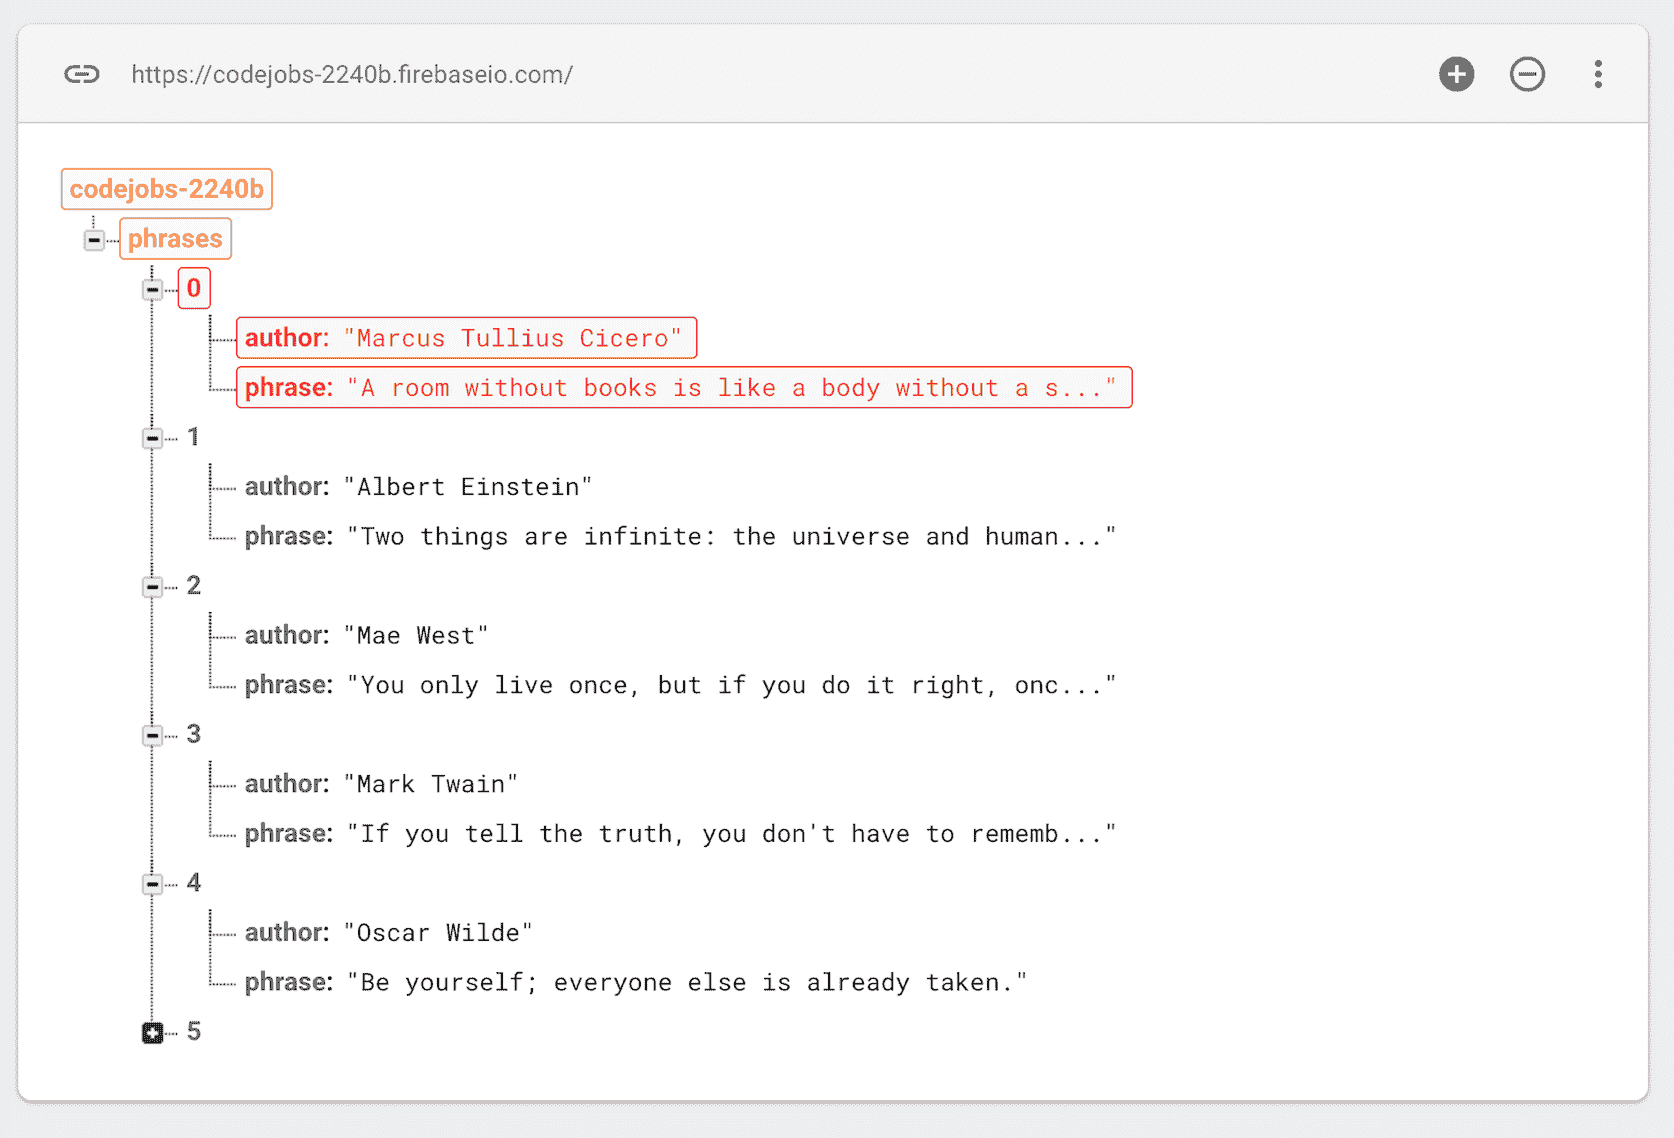 https://codejobs-2240b.firebaseio.com/
codejobs-2240b
phrases
0
author: "Marcus Tullius Cicero"
phrase: "A room without books is like a body without a s..."
1
author: "Albert Einstein"
phrase: "Two things are infinite: the universe and human..."
2
author: "Mae West"
phrase: "You only live once, but if you do it right, onc..."
3
author: "Mark Twain"
phrase: "If you tell the truth, you don't have to rememb..."
4
author: "Oscar Wilde"
phrase: "Be yourself; everyone else is already taken."
5